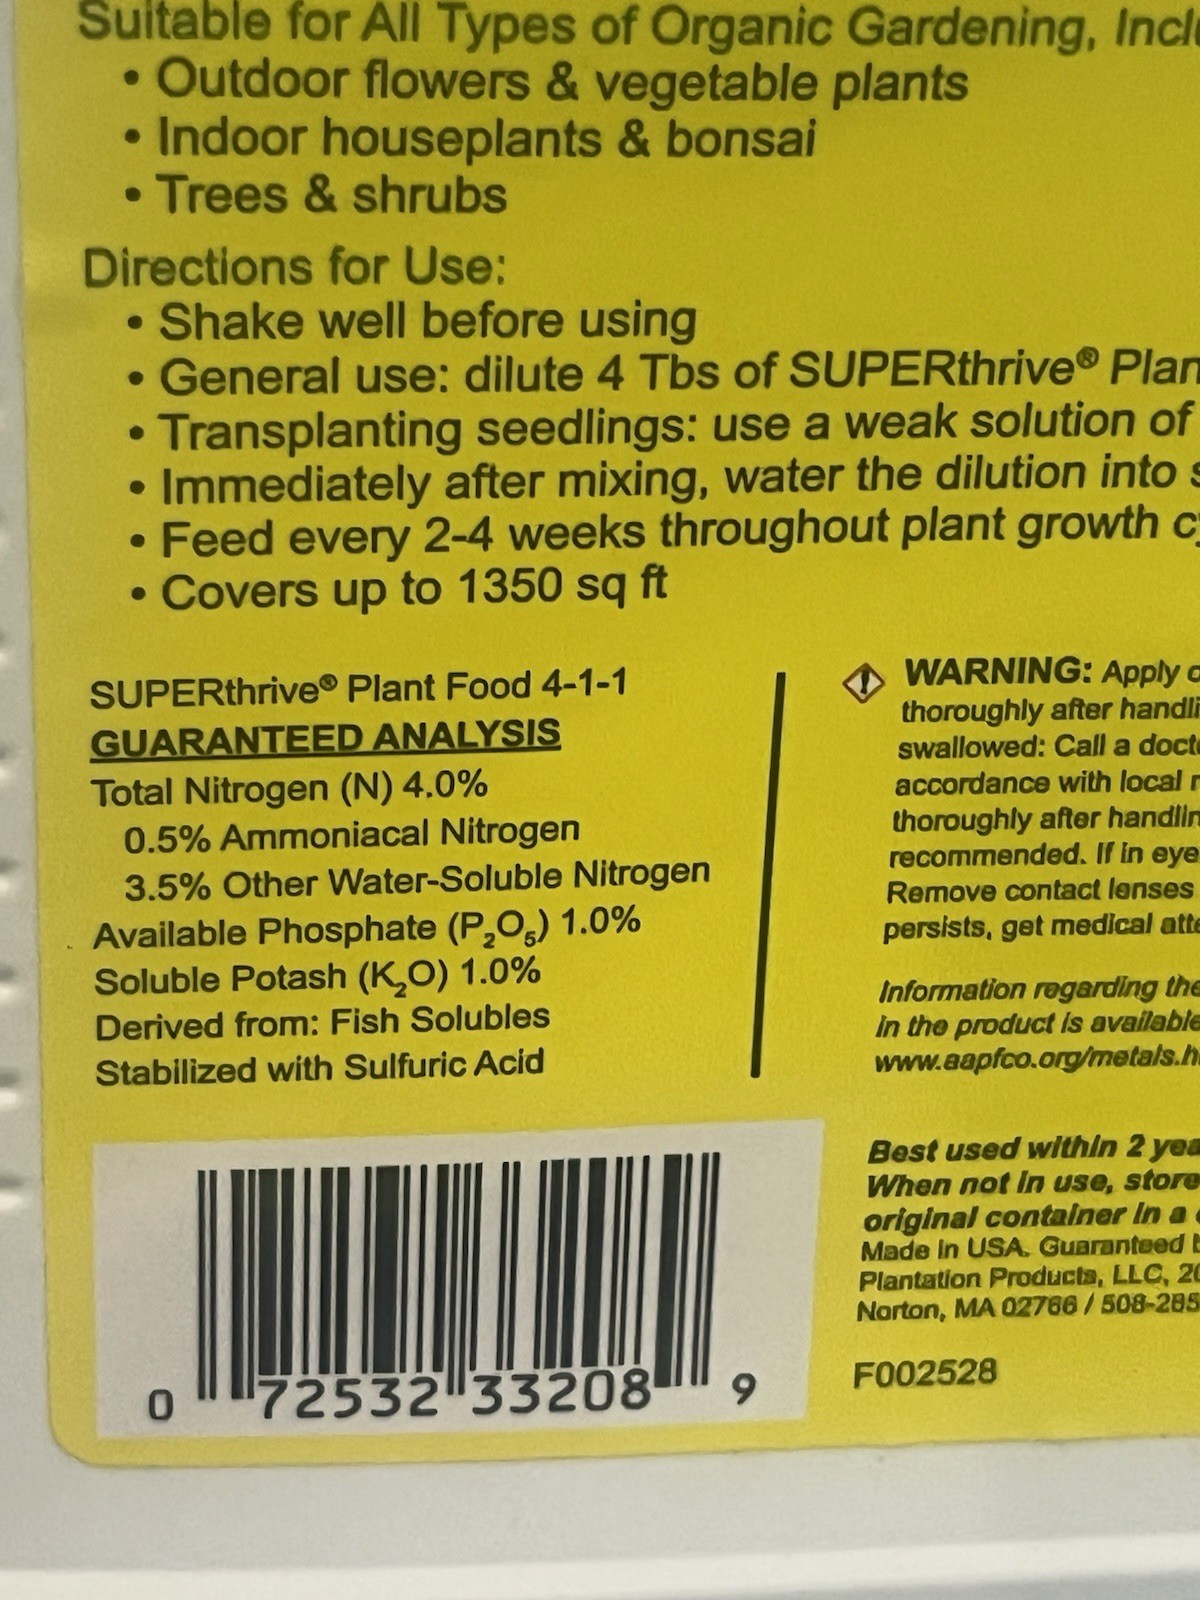 Suitable for All Types of Organic Gardening, Incl
• Outdoor flowers & vegetable plants
• Indoor houseplants & bonsai
• Trees & shrubs
Directions for Use:
• Shake well before using
• General use: dilute 4 Tbs of SUPERthrive® Plan
• Transplanting seedlings: use a weak solution of
• Immediately after mixing, water the dilution into s
• Feed every 2-4 weeks throughout plant growth cy
• Covers up to 1350 sq ft
SUPERthrive® Plant Food 4-1-1
GUARANTEED ANALYSIS
Total Nitrogen (N) 4.0%
0.5% Ammoniacal Nitrogen
3.5% Other Water-Soluble Nitrogen
Available Phosphate (P₂O₅) 1.0%
Soluble Potash (K₂O) 1.0%
Derived from: Fish Solubles
Stabilized with Sulfuric Acid
WARNING: Apply
thoroughly after handli
swallowed: Call a doct
accordance with local r
thoroughly after handlin
recommended. If in eye
Remove contact lenses
persists, get medical atte
Information regarding the
in the product is available
www.aapfco.org/metals.h
Best used within 2 yea
When not in use, store
original container in a
Made in USA. Guaranteed b
Plantation Products, LLC, 20
Norton, MA 02766 / 508-285
F002528
0 72532 33208 9